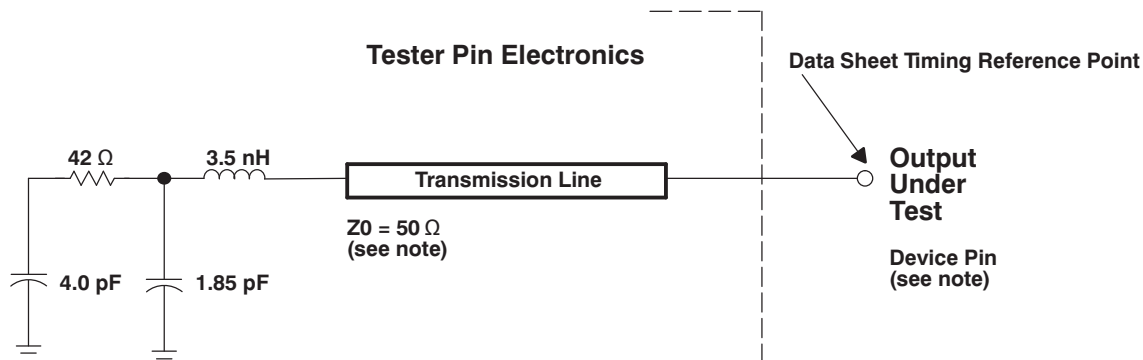 Tester Pin Electronics
Data Sheet Timing Reference Point
42 Ω
3.5 nH
Transmission Line
Output
Under
Test
Z0 = 50 Ω
(see note)
Device Pin
(see note)
4.0 pF
1.85 pF